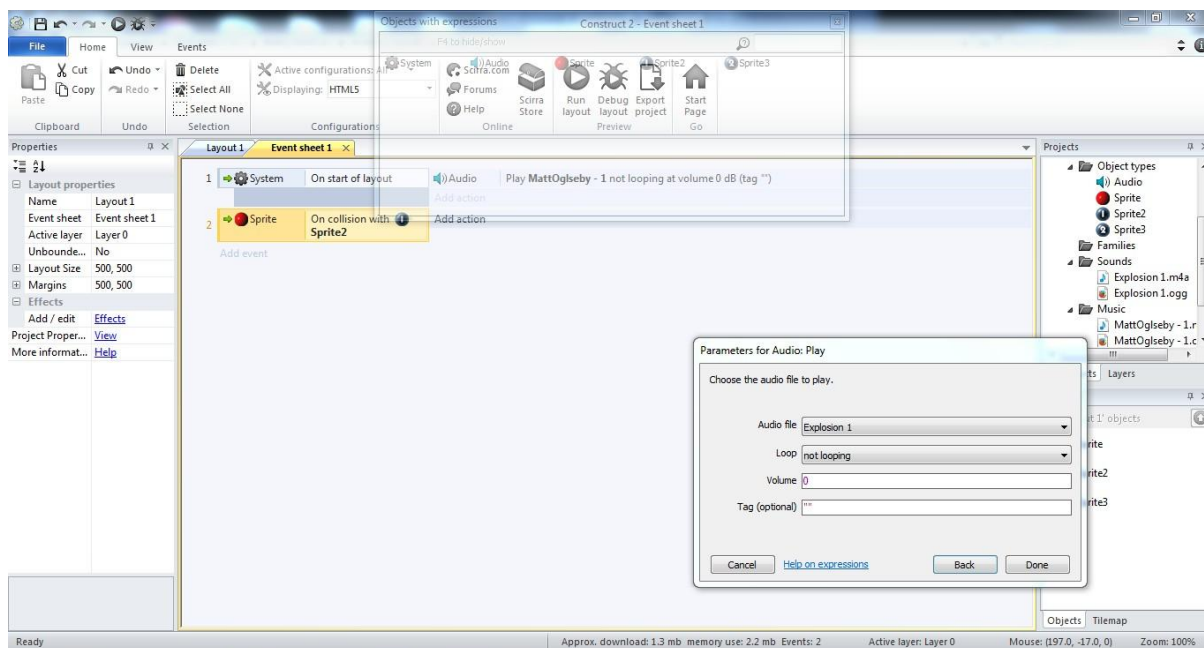 Objects with expressions
Construct 2 - Event sheet 1
File Home View Events
F4 to hide/show
Paste
Cut
Copy
Clipboard
Undo
Redo
Undo
Delete
Select All
Select None
Selection
Active configurations: All
Displaying: HTML5
Configurations
System
Audio
Sprite
Sprite2
Sprite3
Scirra.com
Forums
Help
Scirra Store
Online
Run layout
Debug layout
Export project
Preview
Start Page
Go
Properties
Layout properties
Name Layout 1
Event sheet Event sheet 1
Active layer Layer 0
Unbounde... No
Layout Size 500, 500
Margins 500, 500
Effects
Add / edit Effects
Project Proper... View
More informat... Help
Layout 1 Event sheet 1
1 System On start of layout Audio Play MattOglseby - 1 not looping at volume 0 dB (tag "")
Add action
2 Sprite On collision with 1 Add action
Sprite2
Add event
Projects
Object types
Audio
Sprite
Sprite2
Sprite3
Families
Sounds
Explosion 1.m4a
Explosion 1.ogg
Music
MattOglseby - 1.
MattOglseby - 1.
ts Layers
t 1' objects
rite
rite2
rite3
Objects Tilemap
Parameters for Audio: Play
Choose the audio file to play.
Audio file Explosion 1
Loop not looping
Volume 0
Tag (optional) ""
Cancel Help on expressions Back Done
Ready Approx. download: 1.3 mb memory use: 2.2 mb Events: 2 Active layer: Layer 0 Mouse: (197.0, -17.0, 0) Zoom: 100%